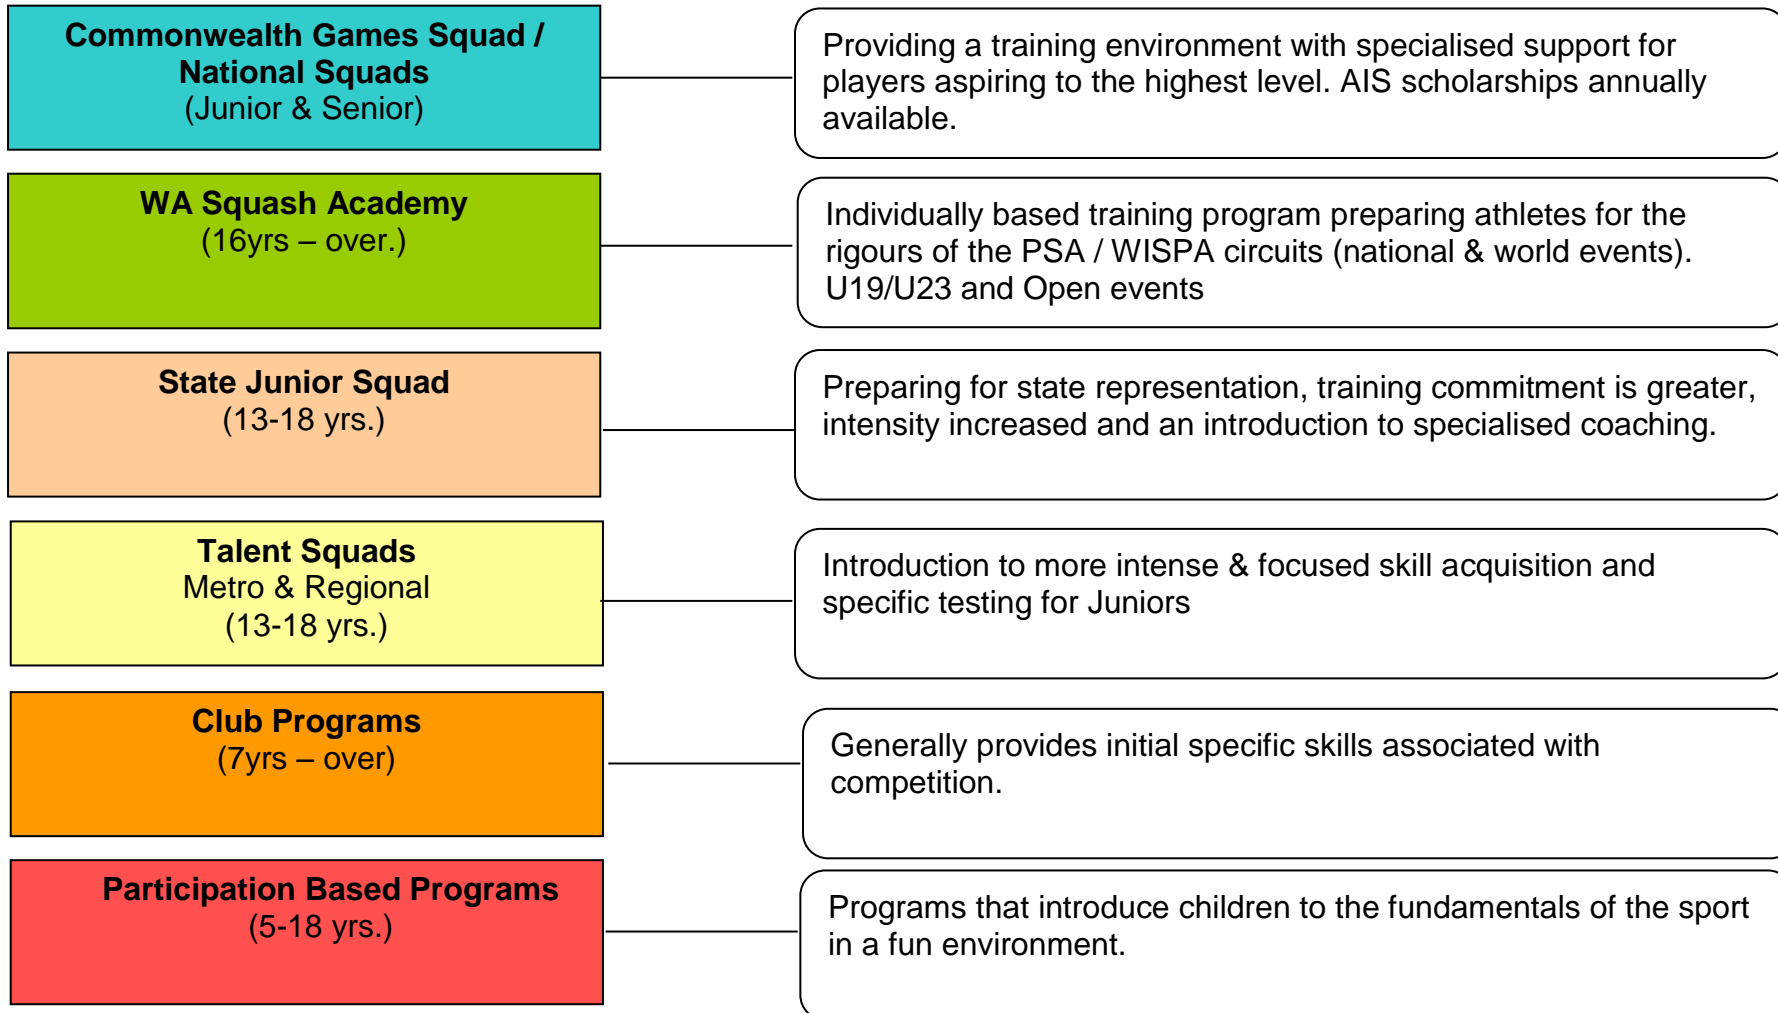 Commonwealth Games Squad /
National Squads
(Junior & Senior)
Providing a training environment with specialised support for
players aspiring to the highest level. AIS scholarships annually
available.
WA Squash Academy
(16yrs – over.)
Individually based training program preparing athletes for the
rigours of the PSA / WISPA circuits (national & world events).
U19/U23 and Open events
State Junior Squad
(13-18 yrs.)
Preparing for state representation, training commitment is greater,
intensity increased and an introduction to specialised coaching.
Talent Squads
Metro & Regional
(13-18 yrs.)
Introduction to more intense & focused skill acquisition and
specific testing for Juniors
Club Programs
(7yrs – over)
Generally provides initial specific skills associated with
competition.
Participation Based Programs
(5-18 yrs.)
Programs that introduce children to the fundamentals of the sport
in a fun environment.